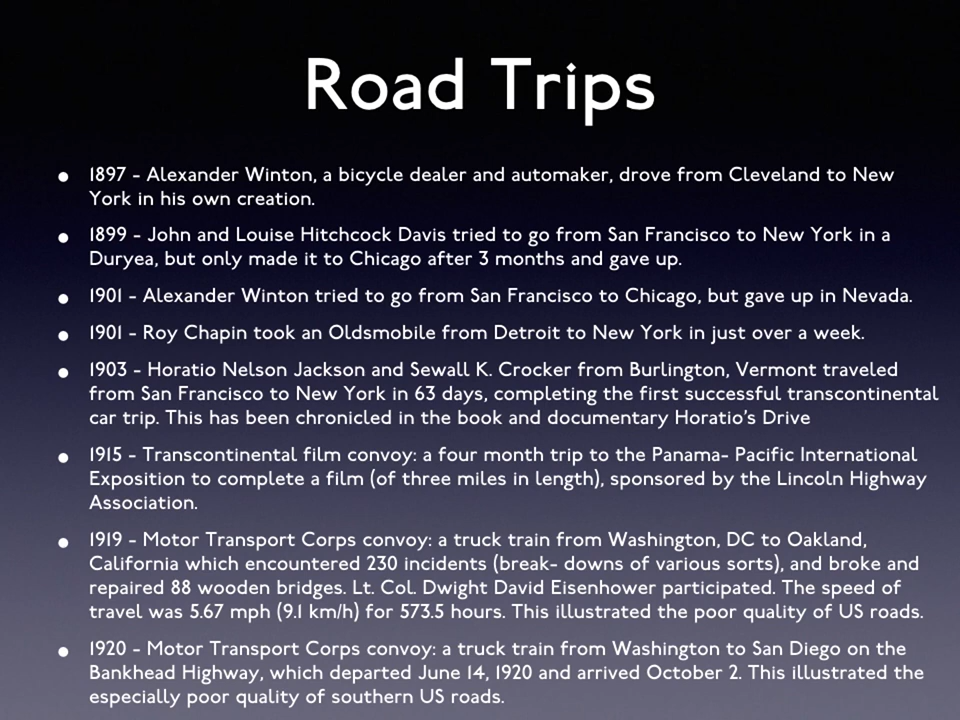 Road Trips
• 1897 - Alexander Winton, a bicycle dealer and automaker, drove from Cleveland to New
York in his own creation.
• 1899 - John and Louise Hitchcock Davis tried to go from San Francisco to New York in a
Duryea, but only made it to Chicago after 3 months and gave up.
• 1901 - Alexander Winton tried to go from San Francisco to Chicago, but gave up in Nevada.
• 1901 - Roy Chapin took an Oldsmobile from Detroit to New York in just over a week.
• 1903 - Horatio Nelson Jackson and Sewall K. Crocker from Burlington, Vermont traveled
from San Francisco to New York in 63 days, completing the first successful transcontinental
car trip. This has been chronicled in the book and documentary Horatio's Drive
• 1915 - Transcontinental film convoy: a four month trip to the Panama- Pacific International
Exposition to complete a film (of three miles in length), sponsored by the Lincoln Highway
Association.
• 1919 - Motor Transport Corps convoy: a truck train from Washington, DC to Oakland,
California which encountered 230 incidents (break- downs of various sorts), and broke and
repaired 88 wooden bridges. Lt. Col. Dwight David Eisenhower participated. The speed of
travel was 5.67 mph (9.1 km/h) for 573.5 hours. This illustrated the poor quality of US roads.
• 1920 - Motor Transport Corps convoy: a truck train from Washington to San Diego on the
Bankhead Highway, which departed June 14, 1920 and arrived October 2. This illustrated the
especially poor quality of southern US roads.